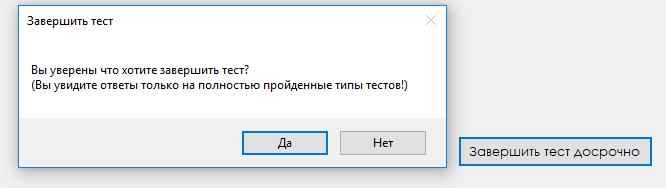 Завершить тест
Вы уверены что хотите завершить тест?
(Вы увидите ответы только на полностью пройденные типы тестов!)
Да
Нет
Завершить тест досрочно